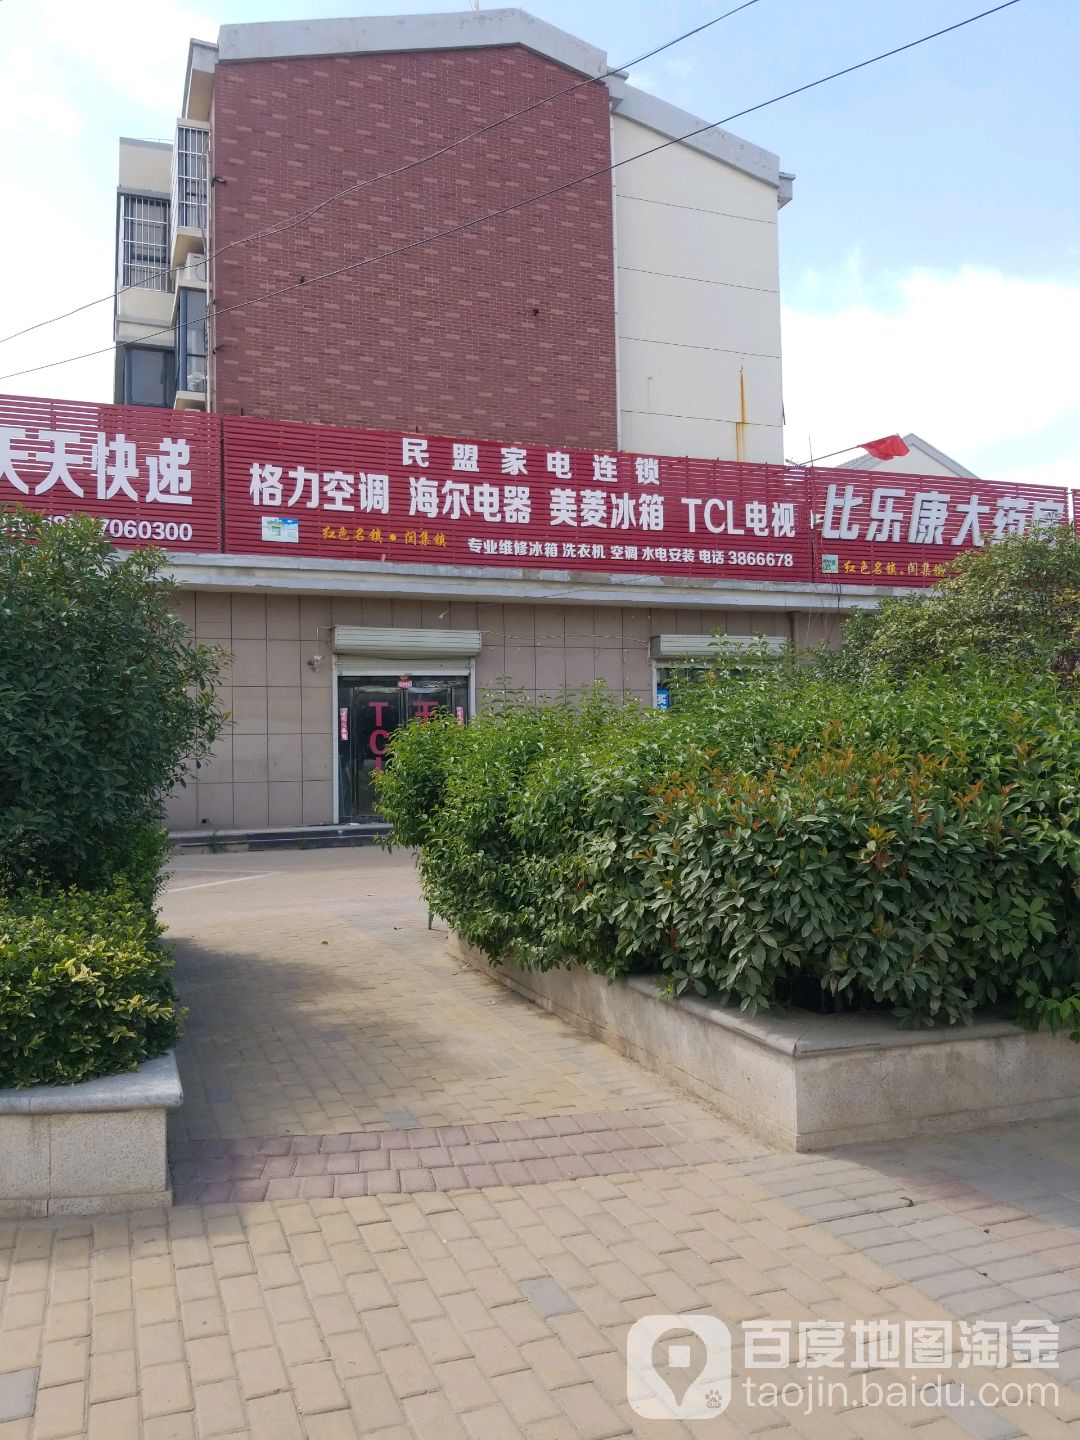 天天快递
7060300
民盟家电连锁
格力空调 海尔电器 美菱冰箱 TCL电视
红色名镇·闫集镇
专业维修冰箱 洗衣机 空调 水电安装 电话 3866678
比乐康大药房
红色名镇。闫集镇
TCL
百度地图淘金
taojin.baidu.com